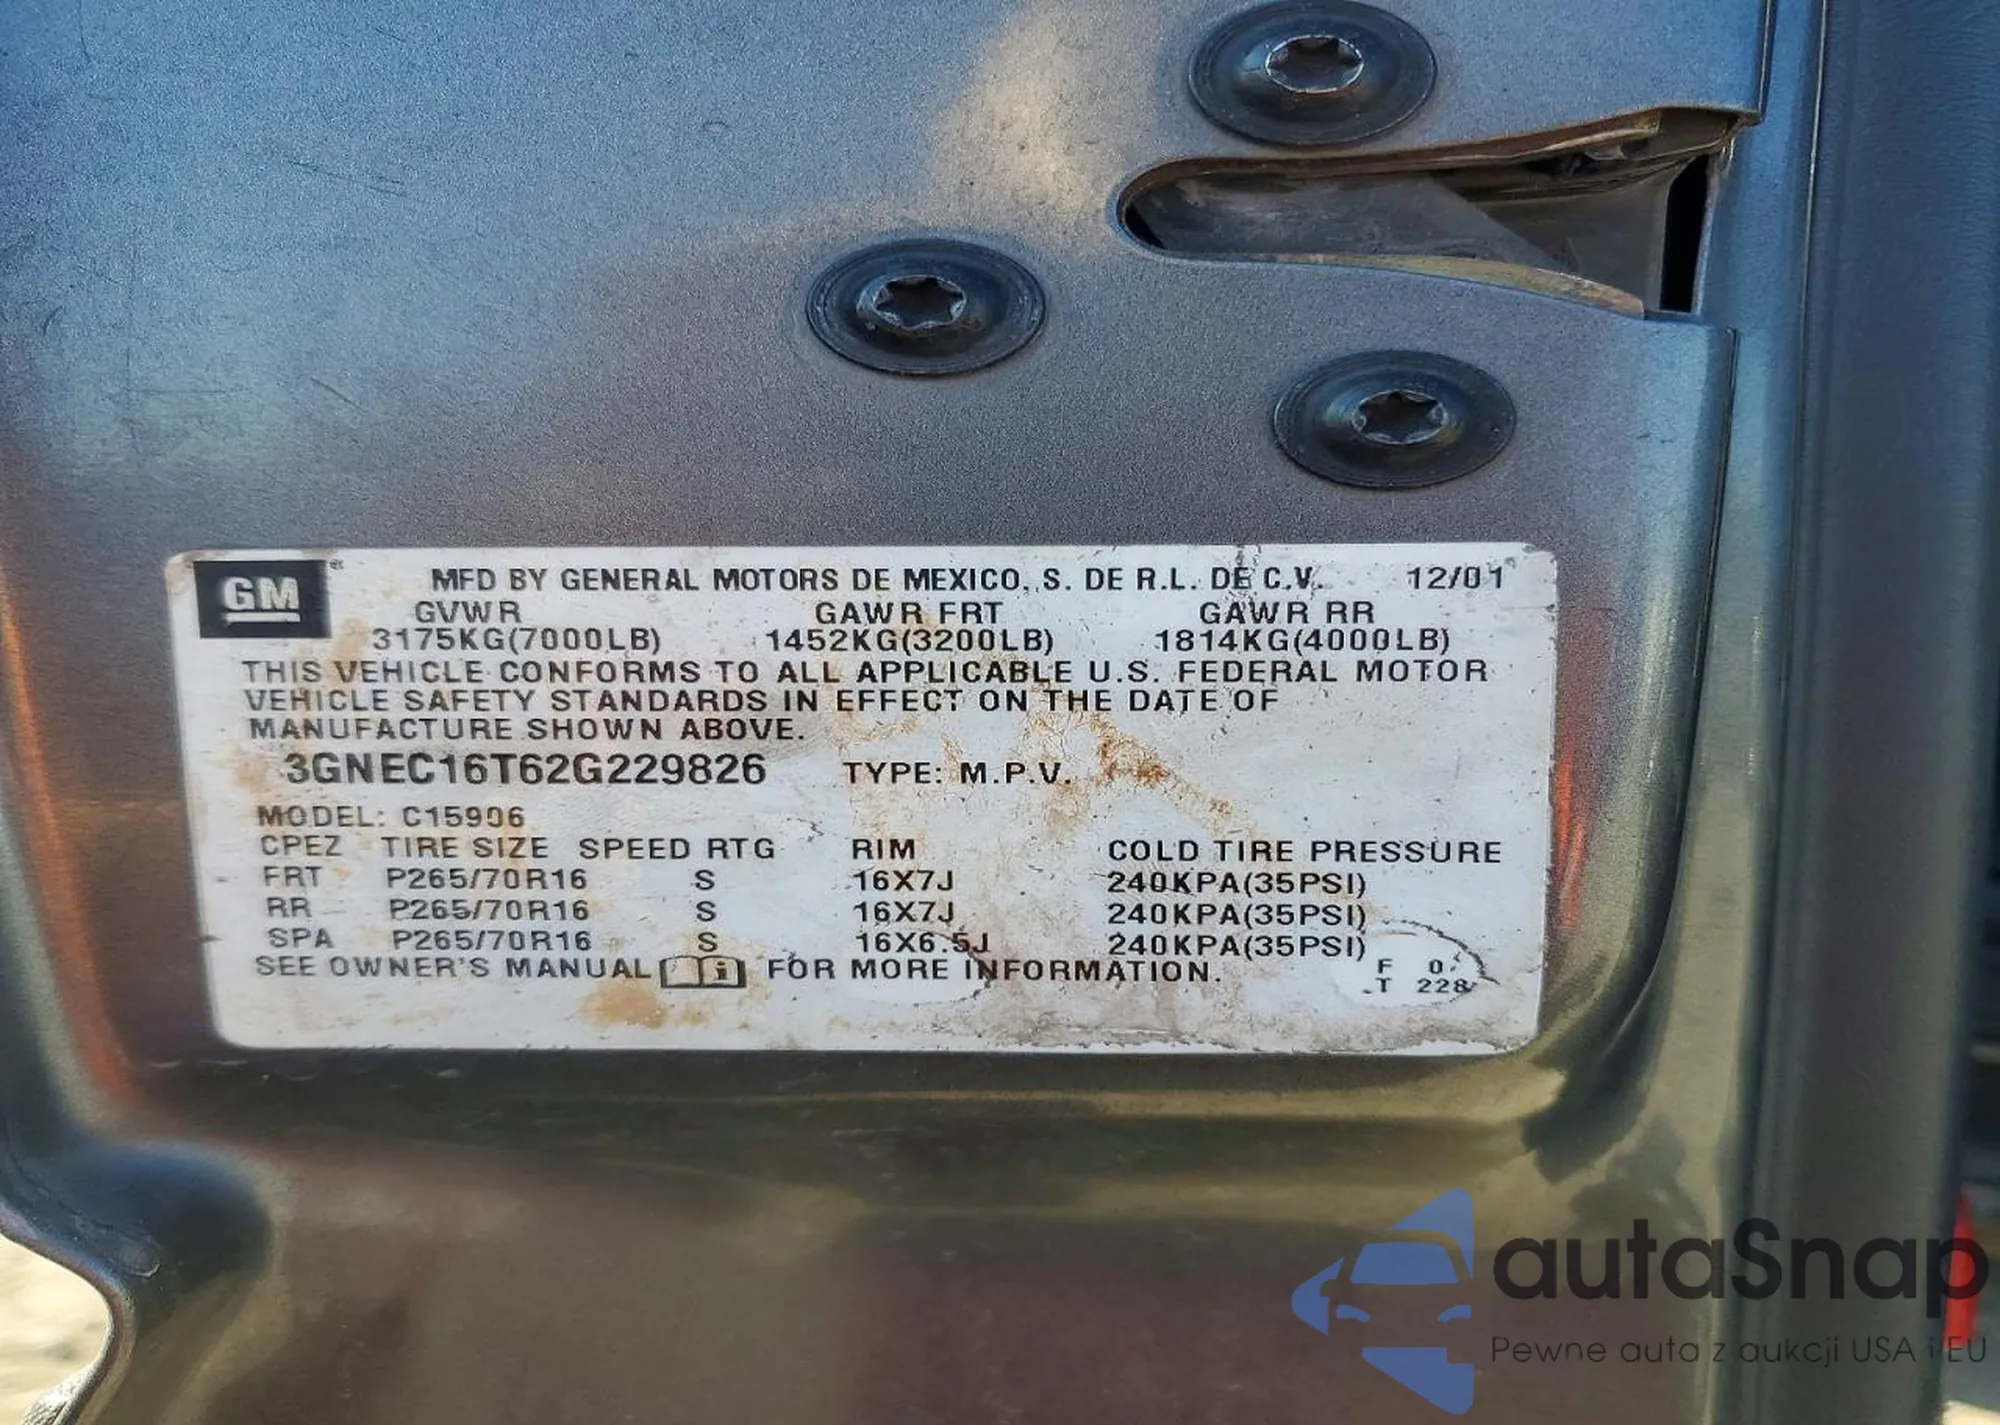 GM ® MFD BY GENERAL MOTORS DE MEXICO, S. DE R.L. DE C.V. 12/01
GVWR GAWR FRT GAWR RR
3175KG(7000LB) 1452KG(3200LB) 1814KG(4000LB)
THIS VEHICLE CONFORMS TO ALL APPLICABLE U.S. FEDERAL MOTOR
VEHICLE SAFETY STANDARDS IN EFFECT ON THE DATE OF
MANUFACTURE SHOWN ABOVE.
3GNEC16T62G229826 TYPE: M.P.V.
MODEL: C15906
CPEZ TIRE SIZE SPEED RTG RIM COLD TIRE PRESSURE
FRT P265/70R16 S 16X7J 240KPA(35PSI)
RR P265/70R16 S 16X7J 240KPA(35PSI)
SPA P265/70R16 S 16X6.5J 240KPA(35PSI)
SEE OWNER'S MANUAL i FOR MORE INFORMATION.
F
T 228
autaSnap
Pewne auta z aukcji USA i EU